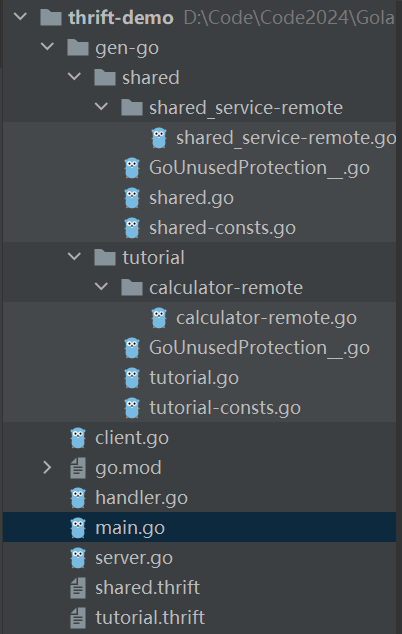 thrift-demo D:\Code\Code2024\Gola
gen-go
shared
shared_service-remote
shared_service-remote.go
GoUnusedProtection__.go
shared.go
shared-consts.go
tutorial
calculator-remote
calculator-remote.go
GoUnusedProtection__.go
tutorial.go
tutorial-consts.go
client.go
go.mod
handler.go
main.go
server.go
shared.thrift
tutorial.thrift